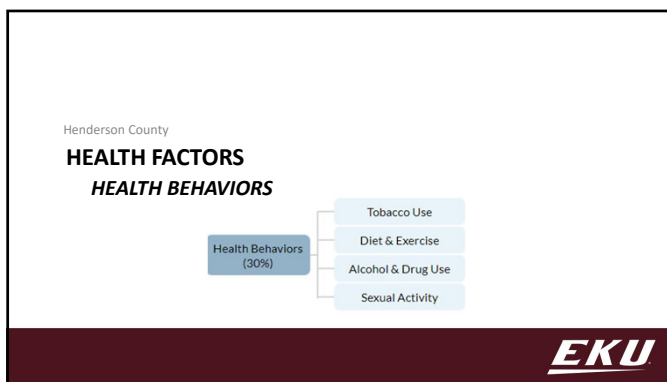 Henderson County
HEALTH FACTORS
HEALTH BEHAVIORS
Health Behaviors
(30%)
Tobacco Use
Diet & Exercise
Alcohol & Drug Use
Sexual Activity
EKU